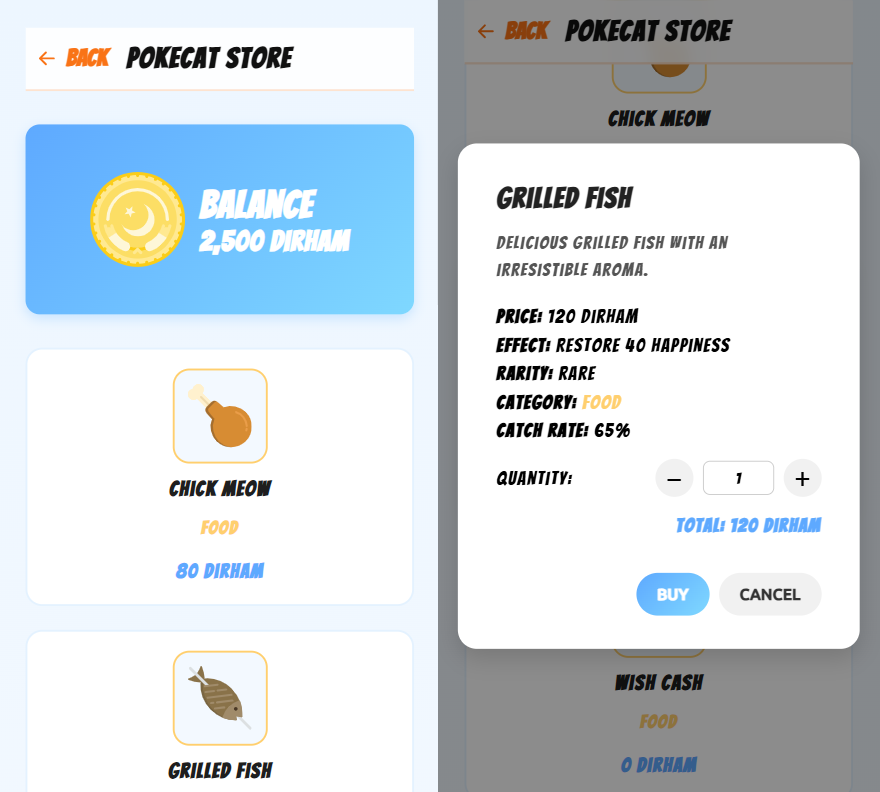 ← BACK POKECAT STORE
BALANCE
2,500 DIRHAM
CHICK MEOW
FOOD
80 DIRHAM
GRILLED FISH
← BACK POKECAT STORE
CHICK MEOW
GRILLED FISH
DELICIOUS GRILLED FISH WITH AN
IRRESISTIBLE AROMA.
PRICE: 120 DIRHAM
EFFECT: RESTORE 40 HAPPINESS
RARITY: RARE
CATEGORY: FOOD
CATCH RATE: 65%
QUANTITY: − 1 +
TOTAL: 120 DIRHAM
BUY CANCEL
WISH CASH
FOOD
0 DIRHAM